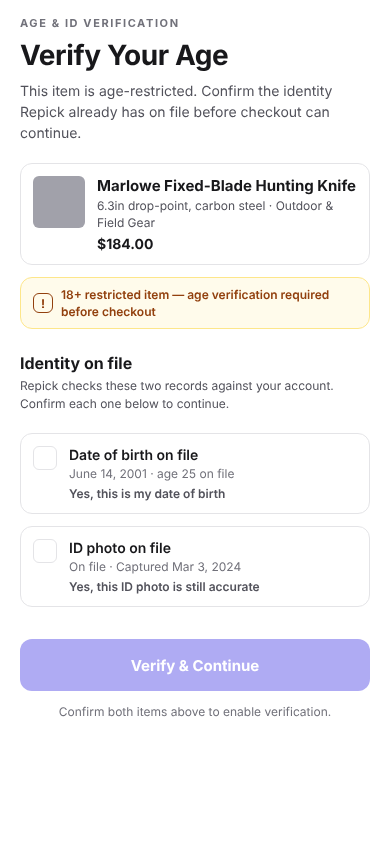 AGE & ID VERIFICATION
Verify Your Age
This item is age-restricted. Confirm the identity
Repick already has on file before checkout can
continue.
Marlowe Fixed-Blade Hunting Knife
6.3in drop-point, carbon steel · Outdoor &
Field Gear
$184.00
!
18+ restricted item — age verification required
before checkout
Identity on file
Repick checks these two records against your account.
Confirm each one below to continue.
Date of birth on file
June 14, 2001 · age 25 on file
Yes, this is my date of birth
ID photo on file
On file · Captured Mar 3, 2024
Yes, this ID photo is still accurate
Verify & Continue
Confirm both items above to enable verification.